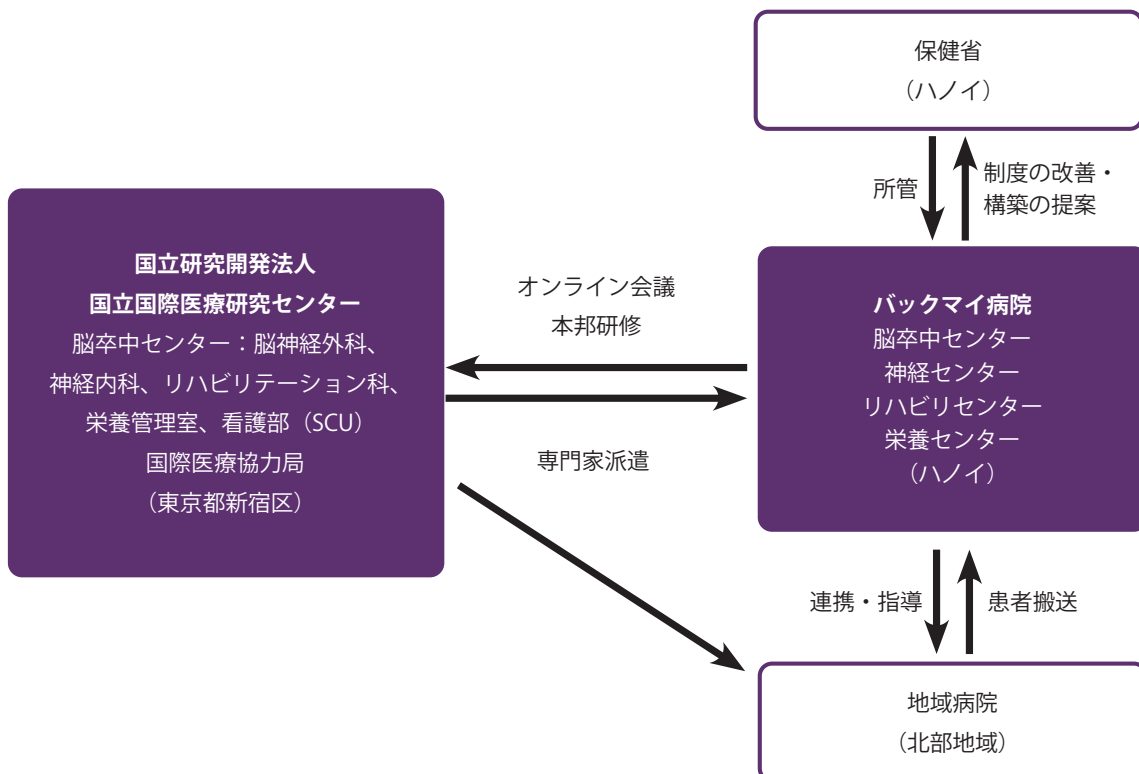 保健省
（ハノイ）
所管
制度の改善・
構築の提案
国立研究開発法人
国立国際医療研究センター
脳卒中センター：脳神経外科、
神経内科、リハビリテーション科、
栄養管理室、看護部（SCU）
国際医療協力局
（東京都新宿区）
オンライン会議
本邦研修
専門家派遣
バックマイ病院
脳卒中センター
神経センター
リハビリセンター
栄養センター
（ハノイ）
連携・指導
患者搬送
地域病院
（北部地域）